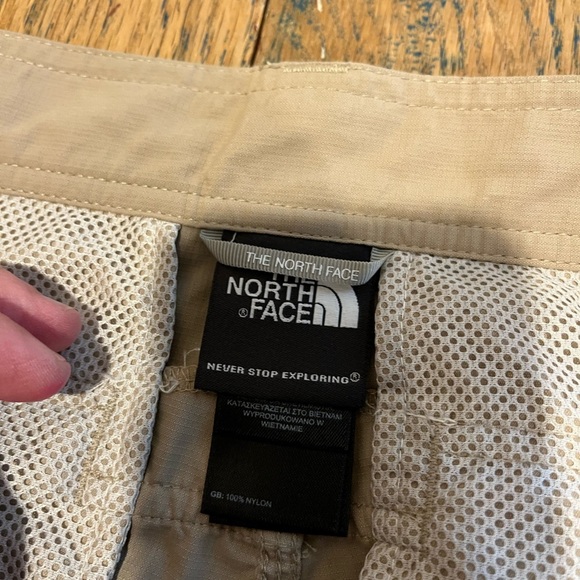 THE NORTH FACE
THE
NORTH
®FACE
NEVER STOP EXPLORING®
ΚΑΤΑΣΚΕΥΑΖΕΤΑΙ ΣΤΟ ΒΙΕΤΝΑΜ
WYPRODUKOWANO W
WIETNAMIE
GB: 100% NYLON